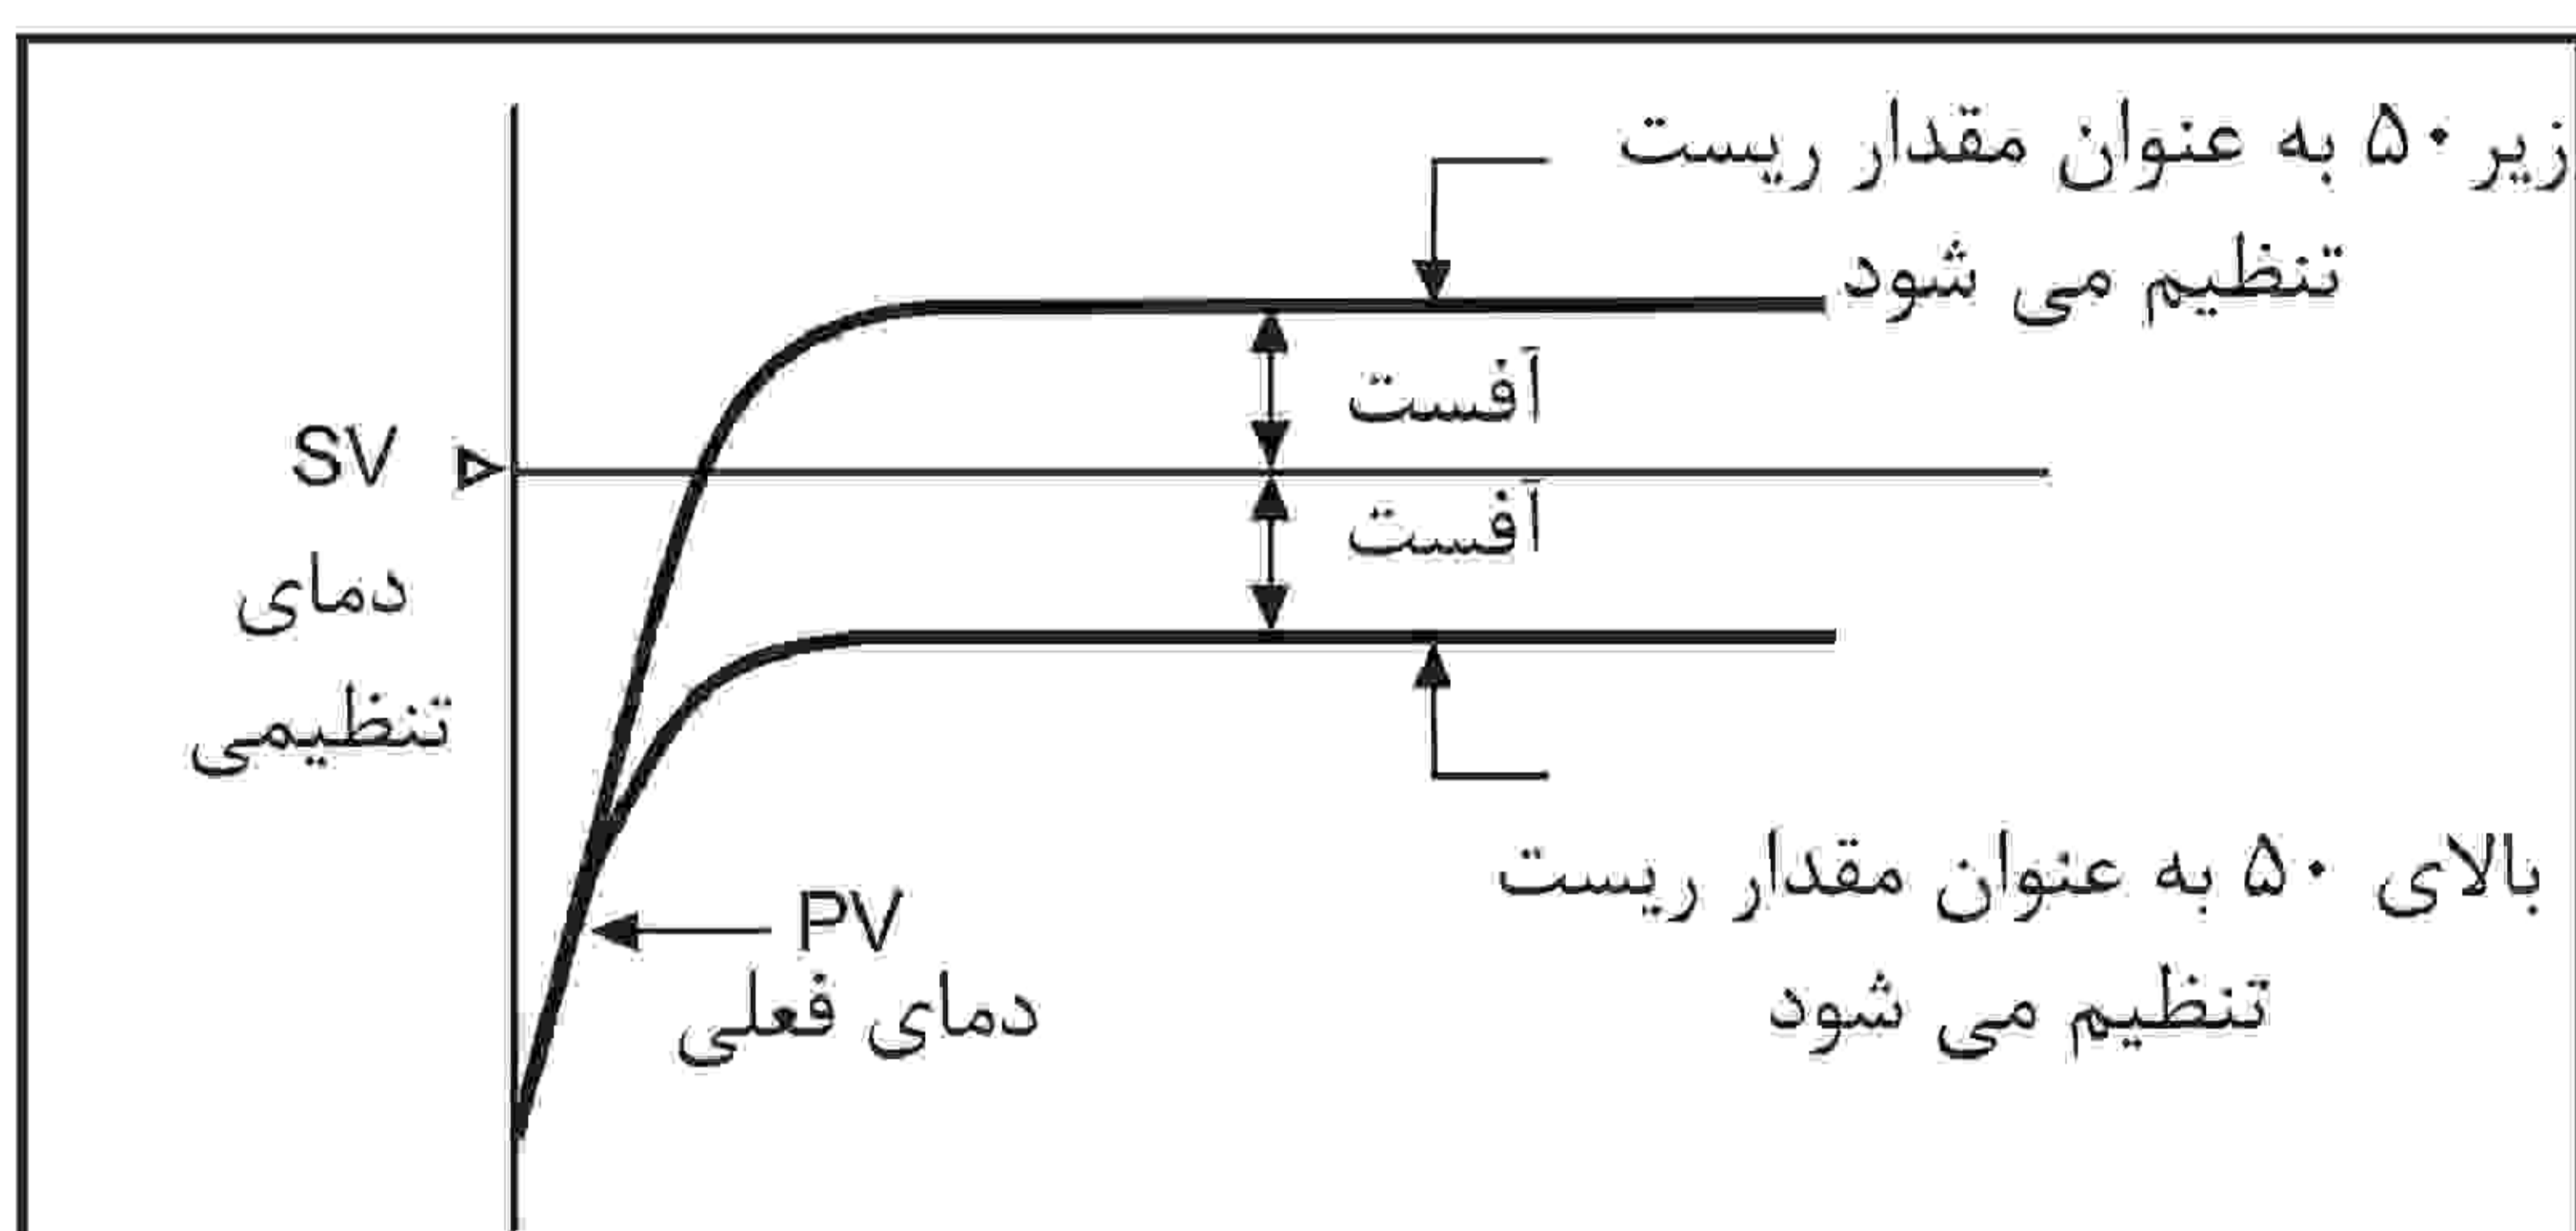 زیر ۵۰ به عنوان مقدار ریست
تنظیم می شود
آفست
SV
آفست
دمای
تنظیمی
بالای ۵۰ به عنوان مقدار ریست
PV
دمای فعلی
تنظیم می شود